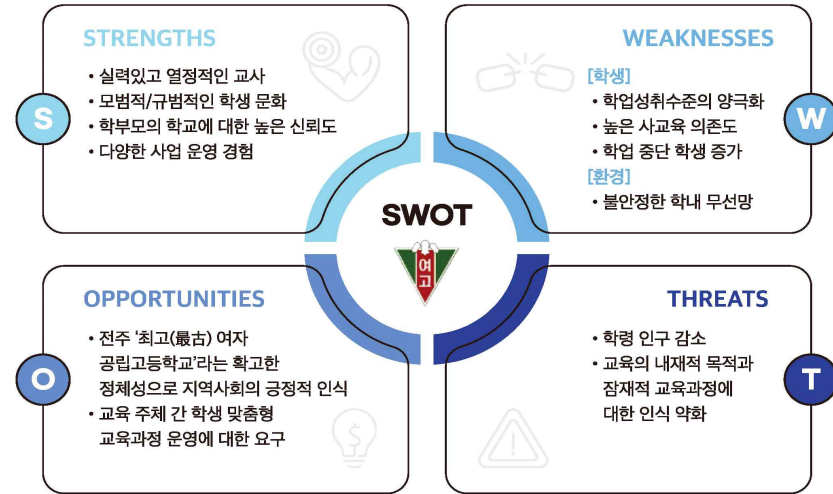 STRENGTHS
• 실력있고 열정적인 교사
• 모범적/규범적인 학생 문화
• 학부모의 학교에 대한 높은 신뢰도
• 다양한 사업 운영 경험
S
WEAKNESSES
[학생]
• 학업성취수준의 양극화
• 높은 사교육 의존도
• 학업 중단 학생 증가
[환경]
• 불안정한 학내 무선망
W
SWOT
여고
OPPORTUNITIES
• 전주 ‘최고(最古) 여자
공립고등학교’라는 확고한
정체성으로 지역사회의 긍정적 인식
• 교육 주체 간 학생 맞춤형
교육과정 운영에 대한 요구
O
$
THREATS
• 학령 인구 감소
• 교육의 내재적 목적과
잠재적 교육과정에
대한 인식 약화
T